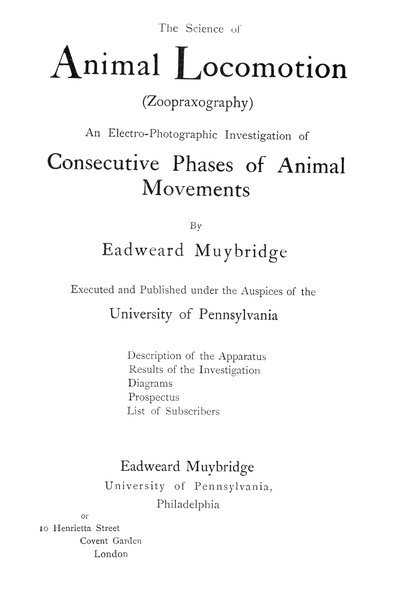 The Science of
Animal Locomotion
(Zoopraxography)
An Electro-Photographic Investigation of
Consecutive Phases of Animal
Movements
By
Eadweard Muybridge
Executed and Published under the Auspices of the
University of Pennsylvania
Description of the Apparatus
Results of the Investigation
Diagrams
Prospectus
List of Subscribers
Eadweard Muybridge
University of Pennsylvania,
Philadelphia
or
10 Henrietta Street
Covent Garden
London